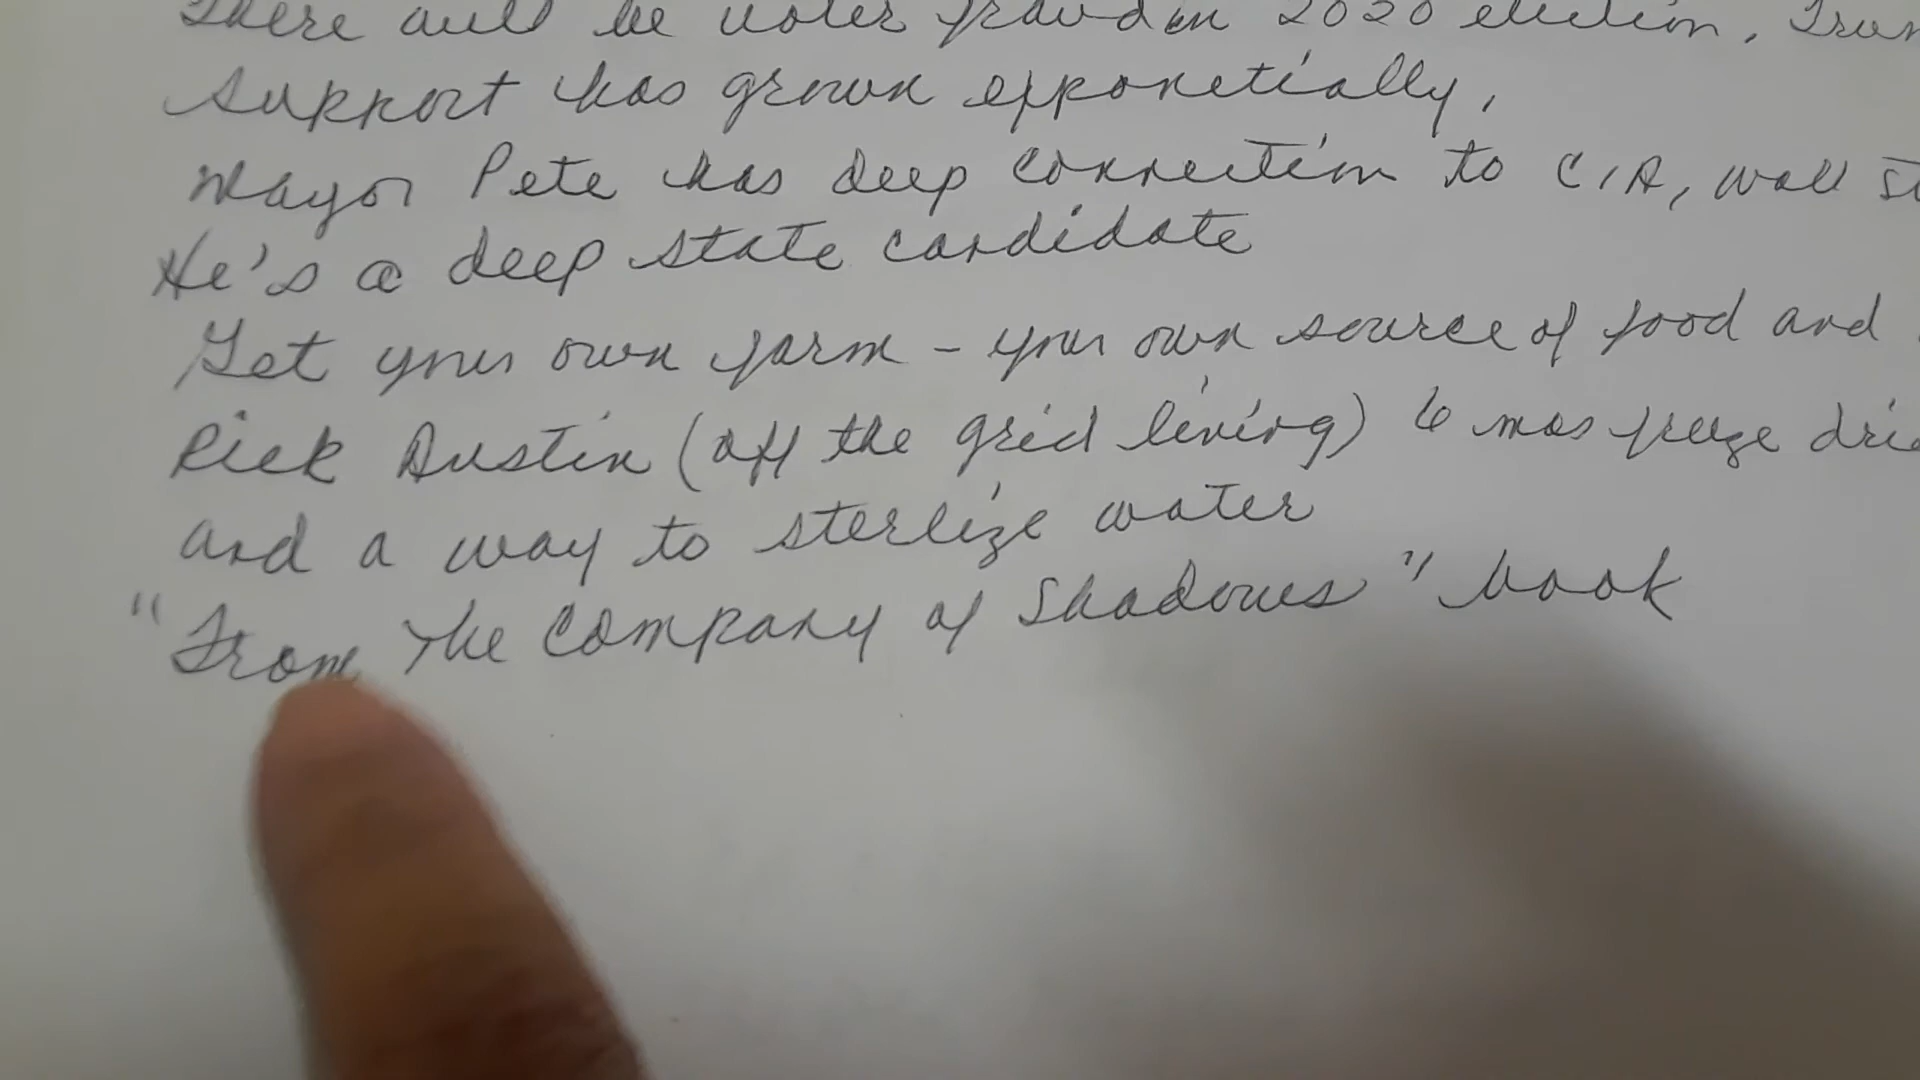 There will be voter fraud in 2020 election, Trum
support has grown epponetially,
Mayor Pete has deep connection to CIA, wall St
He's a deep state candidate
Get your own farm - your own source of food and
Rick Austin (off the grid living) 6 mos freeze drie
and a way to sterlize water
"From The Company of Shadows" book